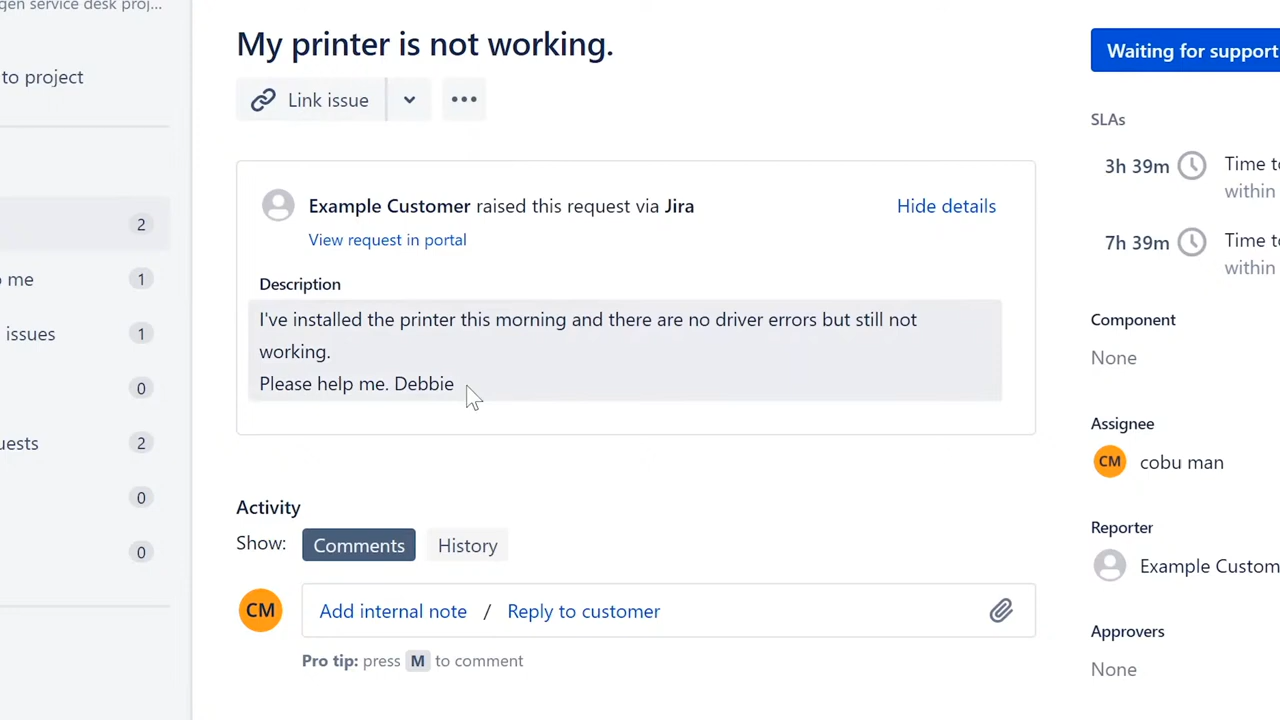 gen service desk proj...
to project
2
o me
1
issues
1
0
uests
2
0
0
My printer is not working.
Link issue
Example Customer raised this request via Jira
Hide details
View request in portal
Description
I've installed the printer this morning and there are no driver errors but still not
working.
Please help me. Debbie
Activity
Show: Comments History
CM Add internal note / Reply to customer
Pro tip: press M to comment
Waiting for support
SLAs
3h 39m Time to
within
7h 39m Time to
within
Component
None
Assignee
CM cobu man
Reporter
Example Custom
Approvers
None